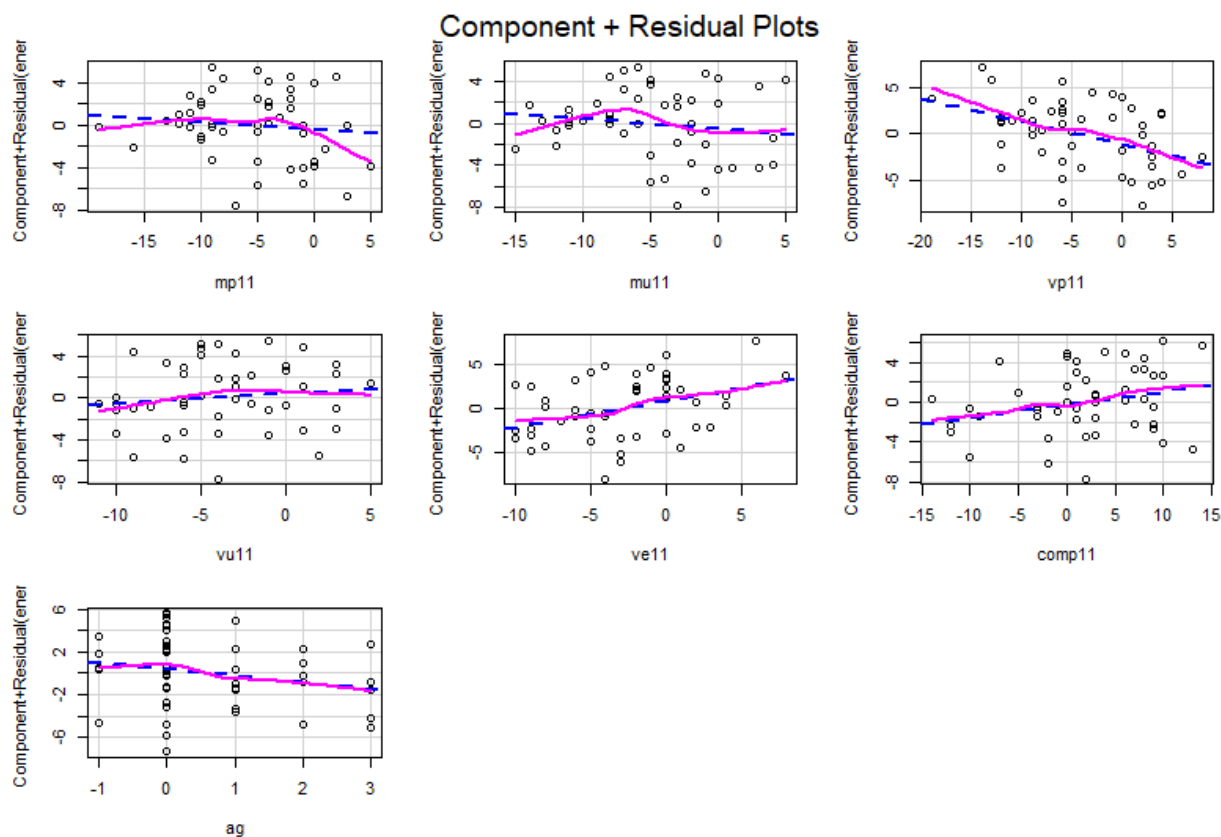 Component + Residual Plots
Component+Residual(ener
4
0
-4
-8
-15 -10 -5 0 5
mp11
Component+Residual(ener
4
0
-4
-8
-15 -10 -5 0 5
mu11
Component+Residual(ener
5
0
-5
-20 -15 -10 -5 0 5
vp11
Component+Residual(ener
4
0
-4
-8
-10 -5 0 5
vu11
Component+Residual(ener
5
0
-5
-10 -5 0 5
ve11
Component+Residual(ener
4
0
-4
-8
-15 -10 -5 0 5 10 15
comp11
Component+Residual(ener
6
2
-2
-6
-1 0 1 2 3
ag